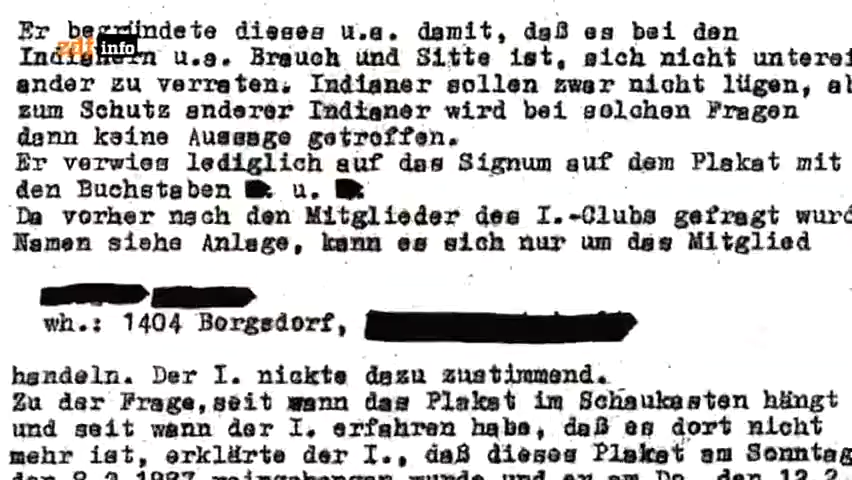 Er begründete dieses u.a. damit, daß es bei den
zdf info
Indianern u.a. Brauch und Sitte ist, sich nicht unterei
ander zu verraten. Indianer sollen zwar nicht lügen, ab
zum Schutz anderer Indianer wird bei solchen Fragen
dann keine Aussage getroffen.
Er verwies lediglich auf das Signum auf dem Plakat mit
den Buchstaben u.
Da vorher nach den Mitglieder des I.-Clubs gefragt wurd
Namen siehe Anlage, kann es sich nur um das Mitglied
wh.: 1404 Borgsdorf,
handeln. Der I. nickte dazu zustimmend.
Zu der Frage, seit wann das Plakat im Schaukasten hängt
und seit wann der I. erfahren habe, daß es dort nicht
mehr ist, erklärte der I., daß dieses Plakat am Sonntag